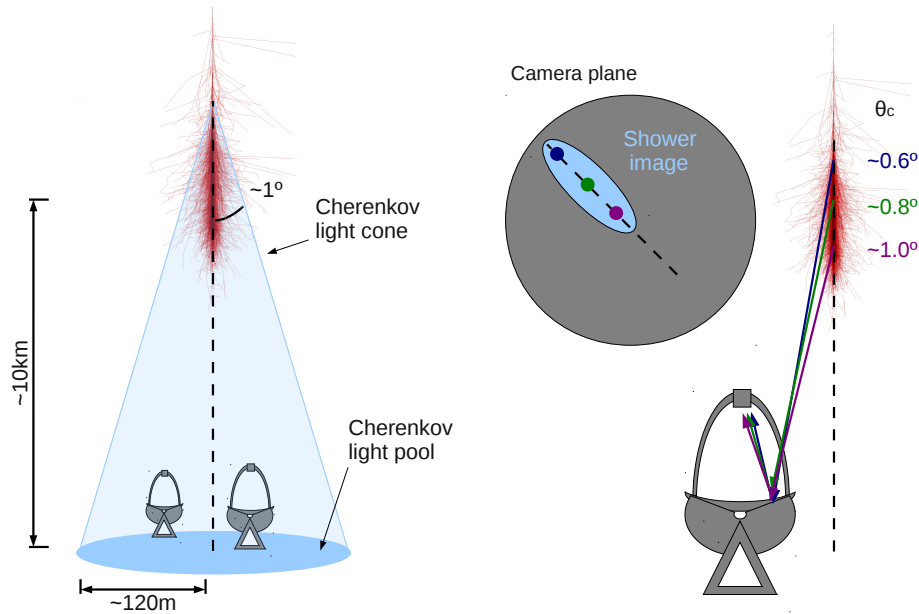 ~1º
Cherenkov
light cone
~10km
Cherenkov
light pool
~120m
Camera plane
Shower
image
θc
~0.6º
~0.8º
~1.0º